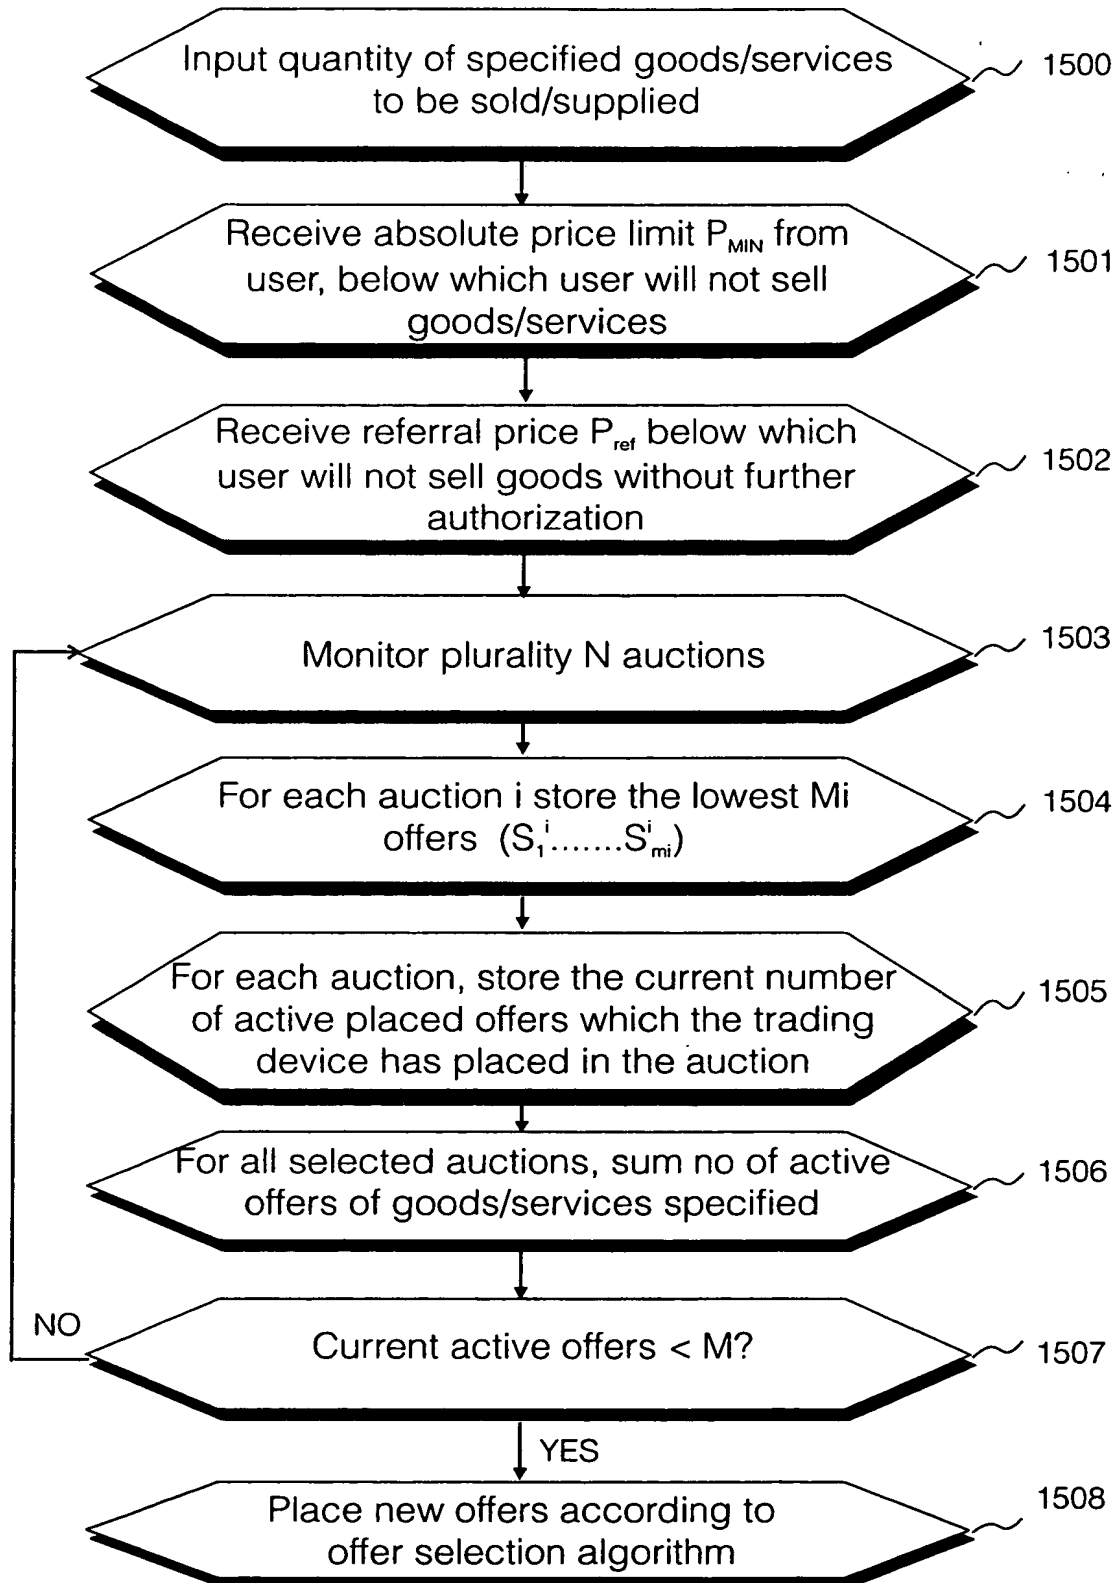 Input quantity of specified goods/services
to be sold/supplied
1500
Receive absolute price limit P_MIN from
user, below which user will not sell
goods/services
1501
Receive referral price P_ref below which
user will not sell goods without further
authorization
1502
Monitor plurality N auctions
1503
For each auction i store the lowest Mi
offers (S₁ⁱ.......Sⁱ_mi)
1504
For each auction, store the current number
of active placed offers which the trading
device has placed in the auction
1505
For all selected auctions, sum no of active
offers of goods/services specified
1506
NO
Current active offers < M?
1507
YES
Place new offers according to
offer selection algorithm
1508